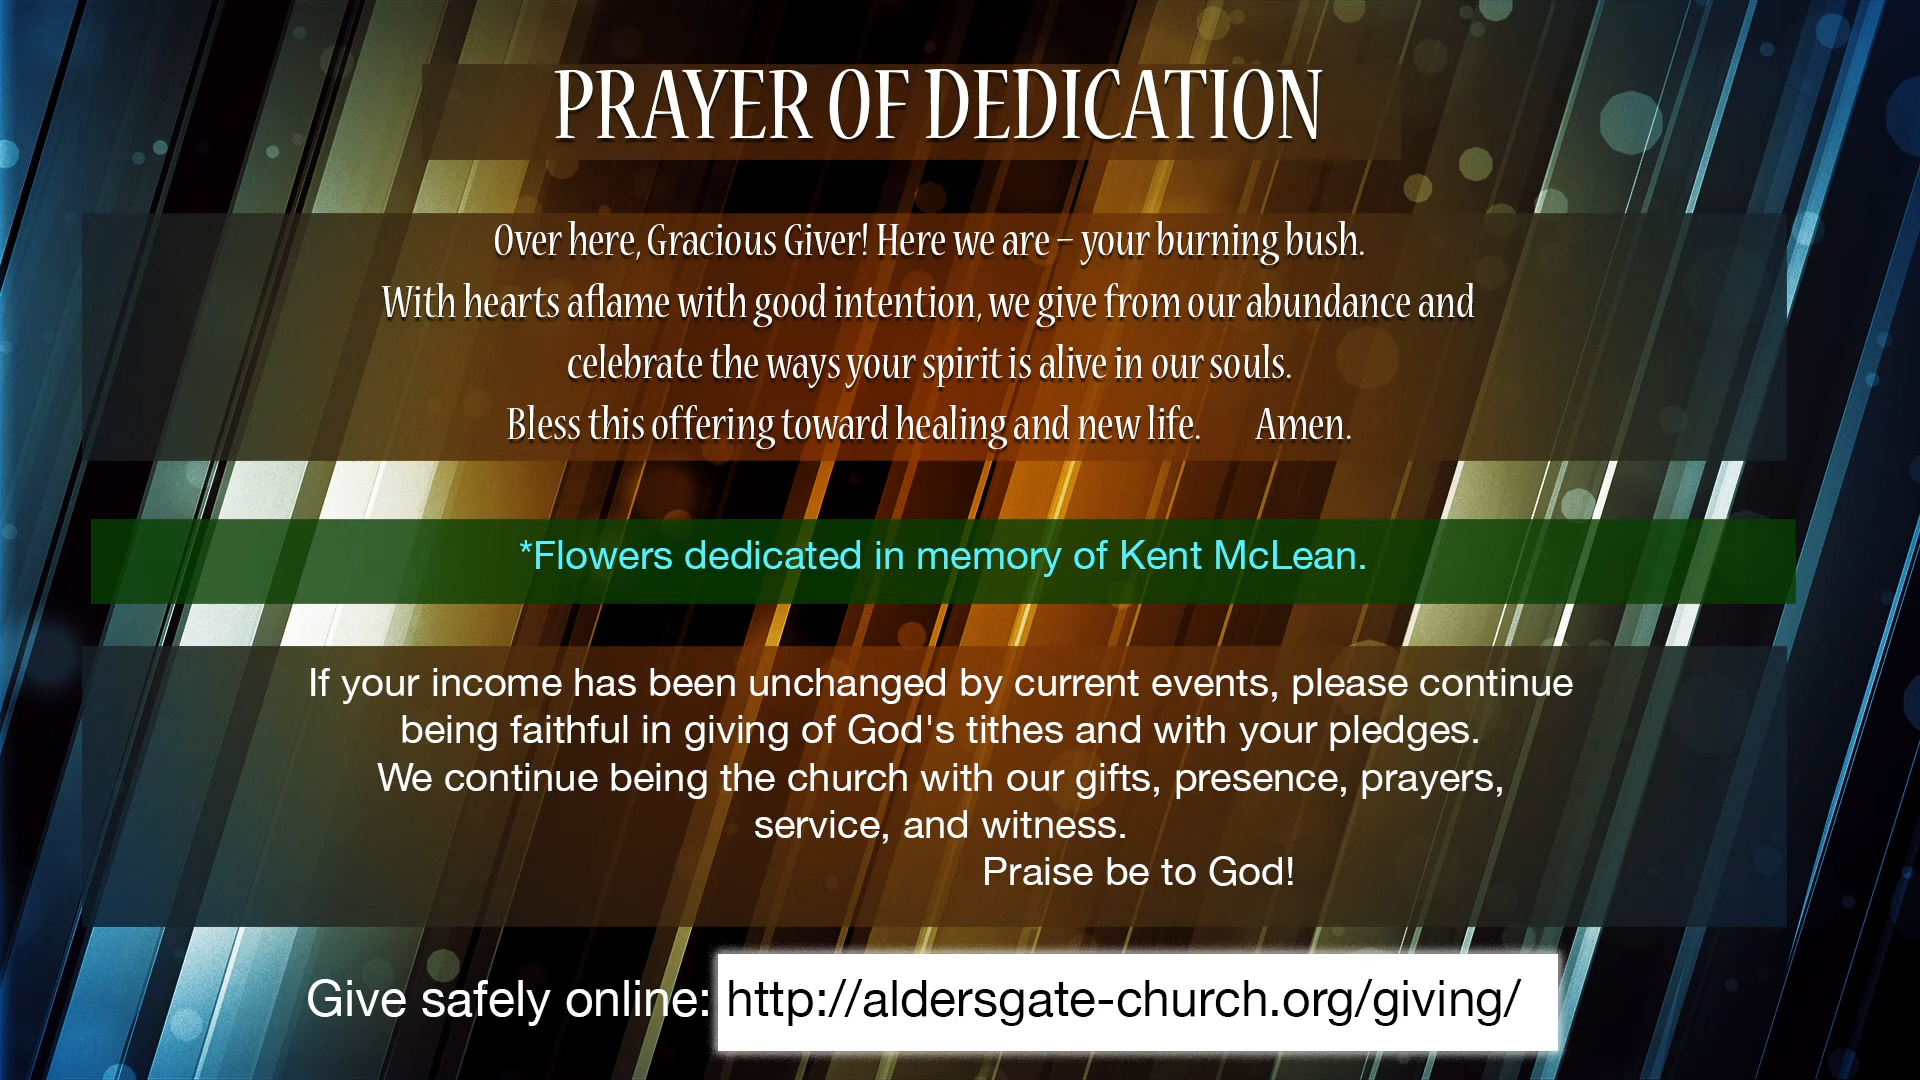 PRAYER OF DEDICATION
Over here, Gracious Giver! Here we are – your burning bush.
With hearts aflame with good intention, we give from our abundance and
celebrate the ways your spirit is alive in our souls.
Bless this offering toward healing and new life. Amen.
*Flowers dedicated in memory of Kent McLean.
If your income has been unchanged by current events, please continue
being faithful in giving of God's tithes and with your pledges.
We continue being the church with our gifts, presence, prayers,
service, and witness.
Praise be to God!
Give safely online: http://aldersgate-church.org/giving/